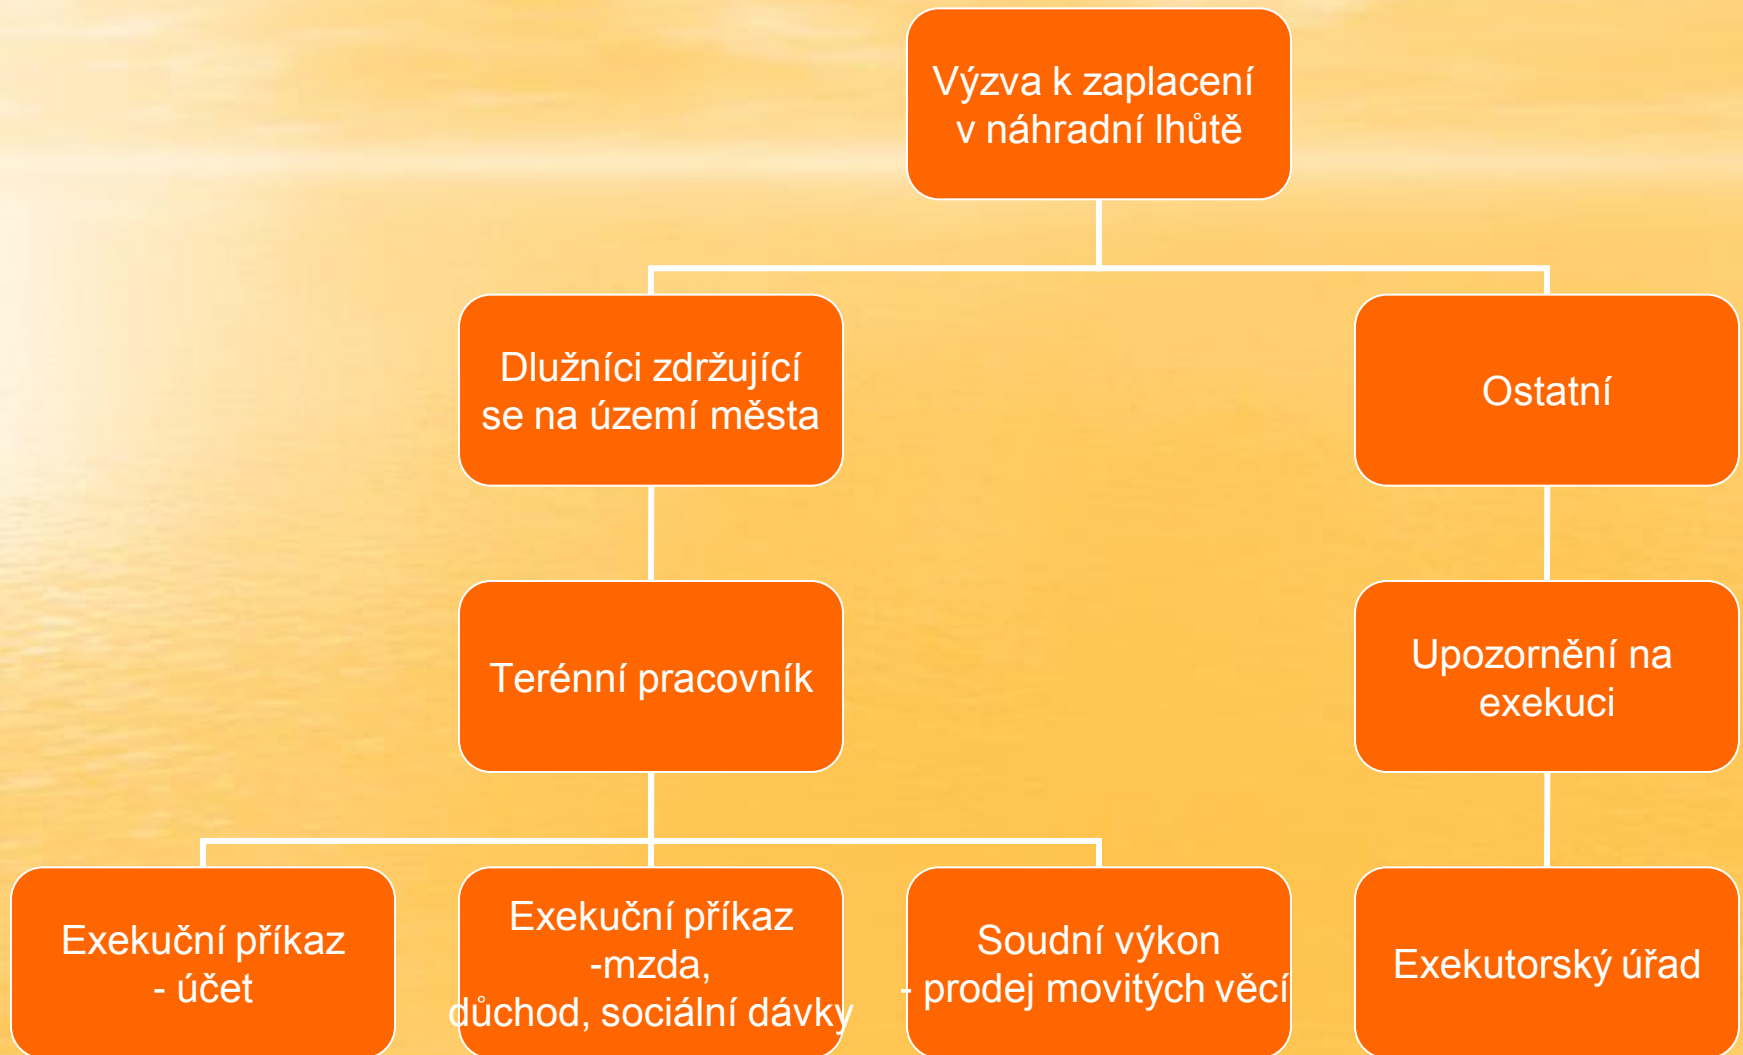 Výzva k zaplacení
v náhradní lhůtě
Dlužníci zdržující
se na území města
Ostatní
Terénní pracovník
Upozornění na
exekuci
Exekuční příkaz
- účet
Exekuční příkaz
-mzda,
důchod, sociální dávky
Soudní výkon
- prodej movitých věcí
Exekutorský úřad